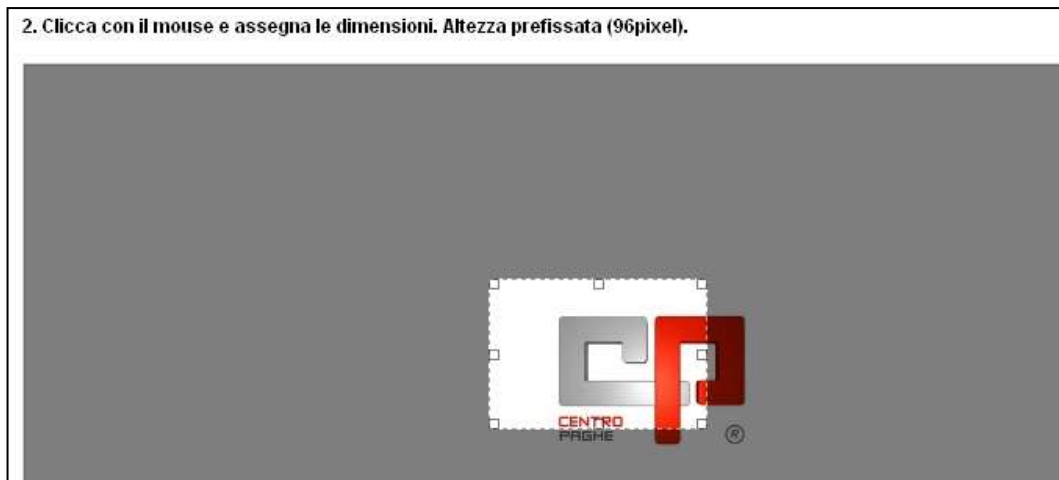 2. Clicca con il mouse e assegna le dimensioni. Altezza prefissata (96pixel).
CENTRO
PAGHE ®